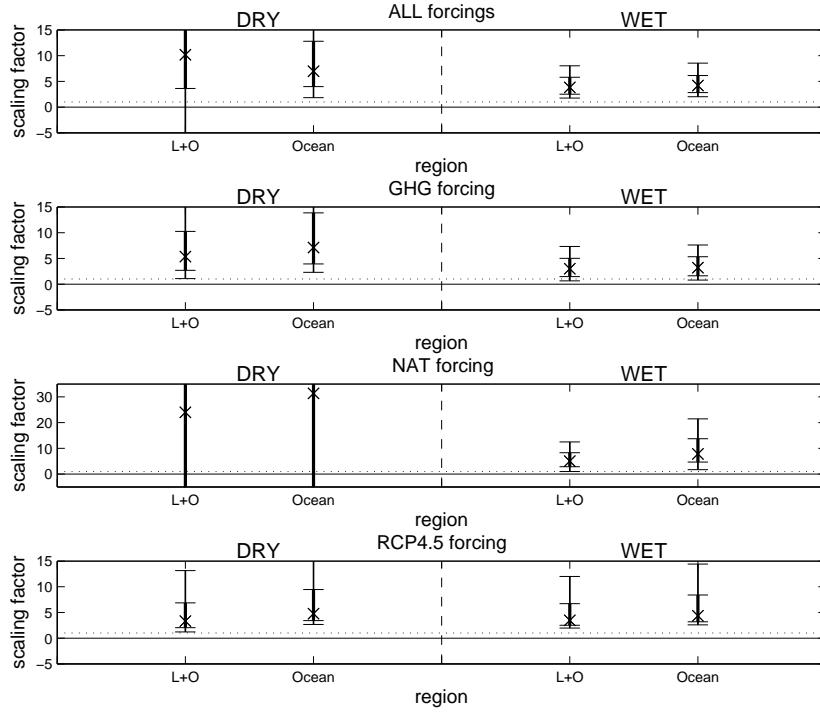 ALL forcings
DRY WET
15
10
5
0
−5
scaling factor
L+O Ocean L+O Ocean
region
GHG forcing
DRY WET
15
10
5
0
−5
scaling factor
L+O Ocean L+O Ocean
region
NAT forcing
DRY WET
30
20
10
0
scaling factor
L+O Ocean L+O Ocean
region
RCP4.5 forcing
DRY WET
15
10
5
0
−5
scaling factor
L+O Ocean L+O Ocean
region